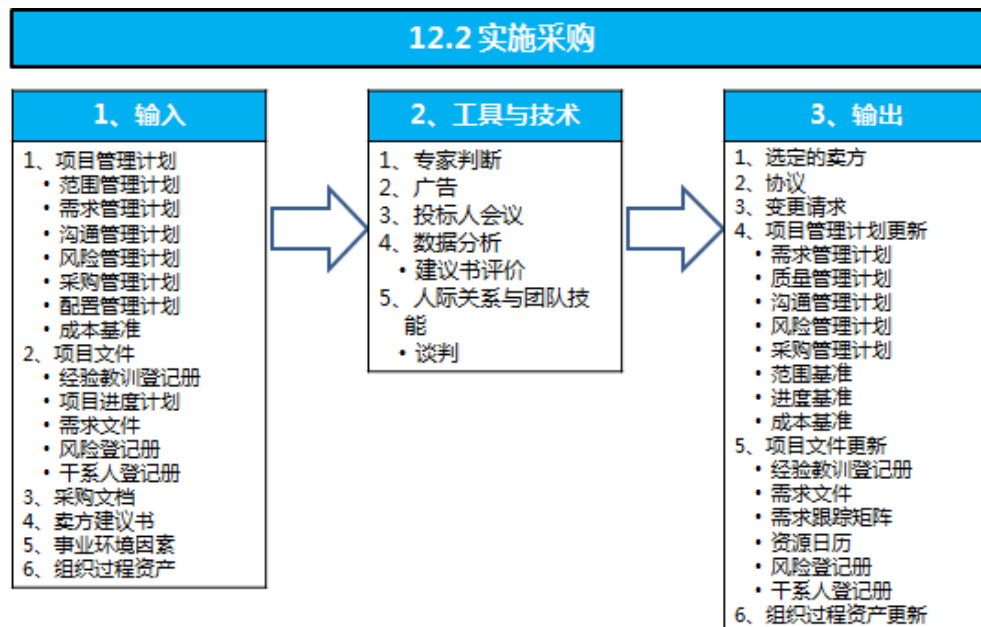 12.2 实施采购
1、输入
1、项目管理计划
• 范围管理计划
• 需求管理计划
• 沟通管理计划
• 风险管理计划
• 采购管理计划
• 配置管理计划
• 成本基准
2、项目文件
• 经验教训登记册
• 项目进度计划
• 需求文件
• 风险登记册
• 干系人登记册
3、采购文档
4、卖方建议书
5、事业环境因素
6、组织过程资产
2、工具与技术
1、专家判断
2、广告
3、投标人会议
4、数据分析
• 建议书评价
5、人际关系与团队技
能
• 谈判
3、输出
1、选定的卖方
2、协议
3、变更请求
4、项目管理计划更新
• 需求管理计划
• 质量管理计划
• 沟通管理计划
• 风险管理计划
• 采购管理计划
• 范围基准
• 进度基准
• 成本基准
5、项目文件更新
• 经验教训登记册
• 需求文件
• 需求跟踪矩阵
• 资源日历
• 风险登记册
• 干系人登记册
6、组织过程资产更新